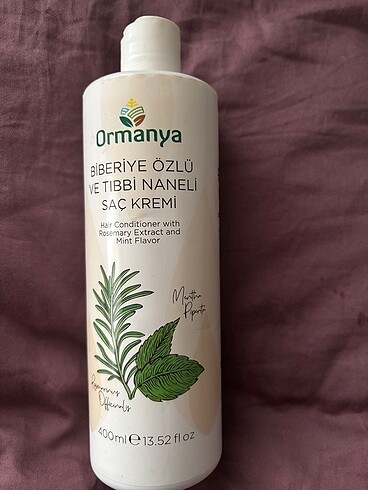 Ormanya
BİBERİYE ÖZLÜ
VE TIBBİ NANELİ
SAÇ KREMİ
Hair Conditioner with
Rosemary Extract and
Mint Flavor
Mentha
Piperita
Rosmarinus
Officinalis
400ml e 13.52 fl oz